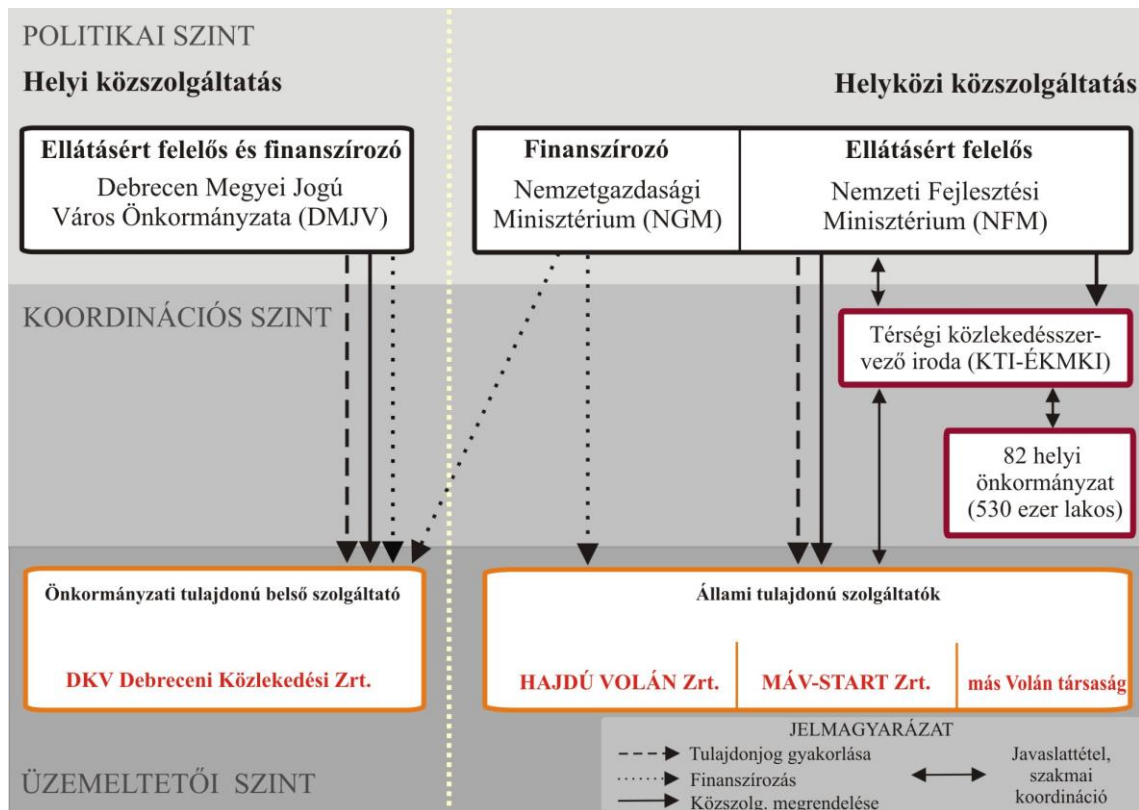 POLITIKAI SZINT
Helyi közszolgáltatás
Helyközi közszolgáltatás
Ellátásért felelős és finanszírozó
Debrecen Megyei Jogú
Város Önkormányzata (DMJV)
Finanszírozó
Nemzetgazdasági
Minisztérium (NGM)
Ellátásért felelős
Nemzeti Fejlesztési
Minisztérium (NFM)
KOORDINÁCIÓS SZINT
Térségi közlekedésszer-
vező iroda (KTI-ÉKMKI)
82 helyi
önkormányzat
(530 ezer lakos)
Önkormányzati tulajdonú belső szolgáltató
DKV Debreceni Közlekedési Zrt.
Állami tulajdonú szolgáltatók
HAJDÚ VOLÁN Zrt.
MÁV-START Zrt.
más Volán társaság
ÜZEMELTETŐI SZINT
JELMAGYARÁZAT
Tulajdonjog gyakorlása
Finanszírozás
Közszolg. megrendelése
Javaslattétel,
szakmai
koordináció